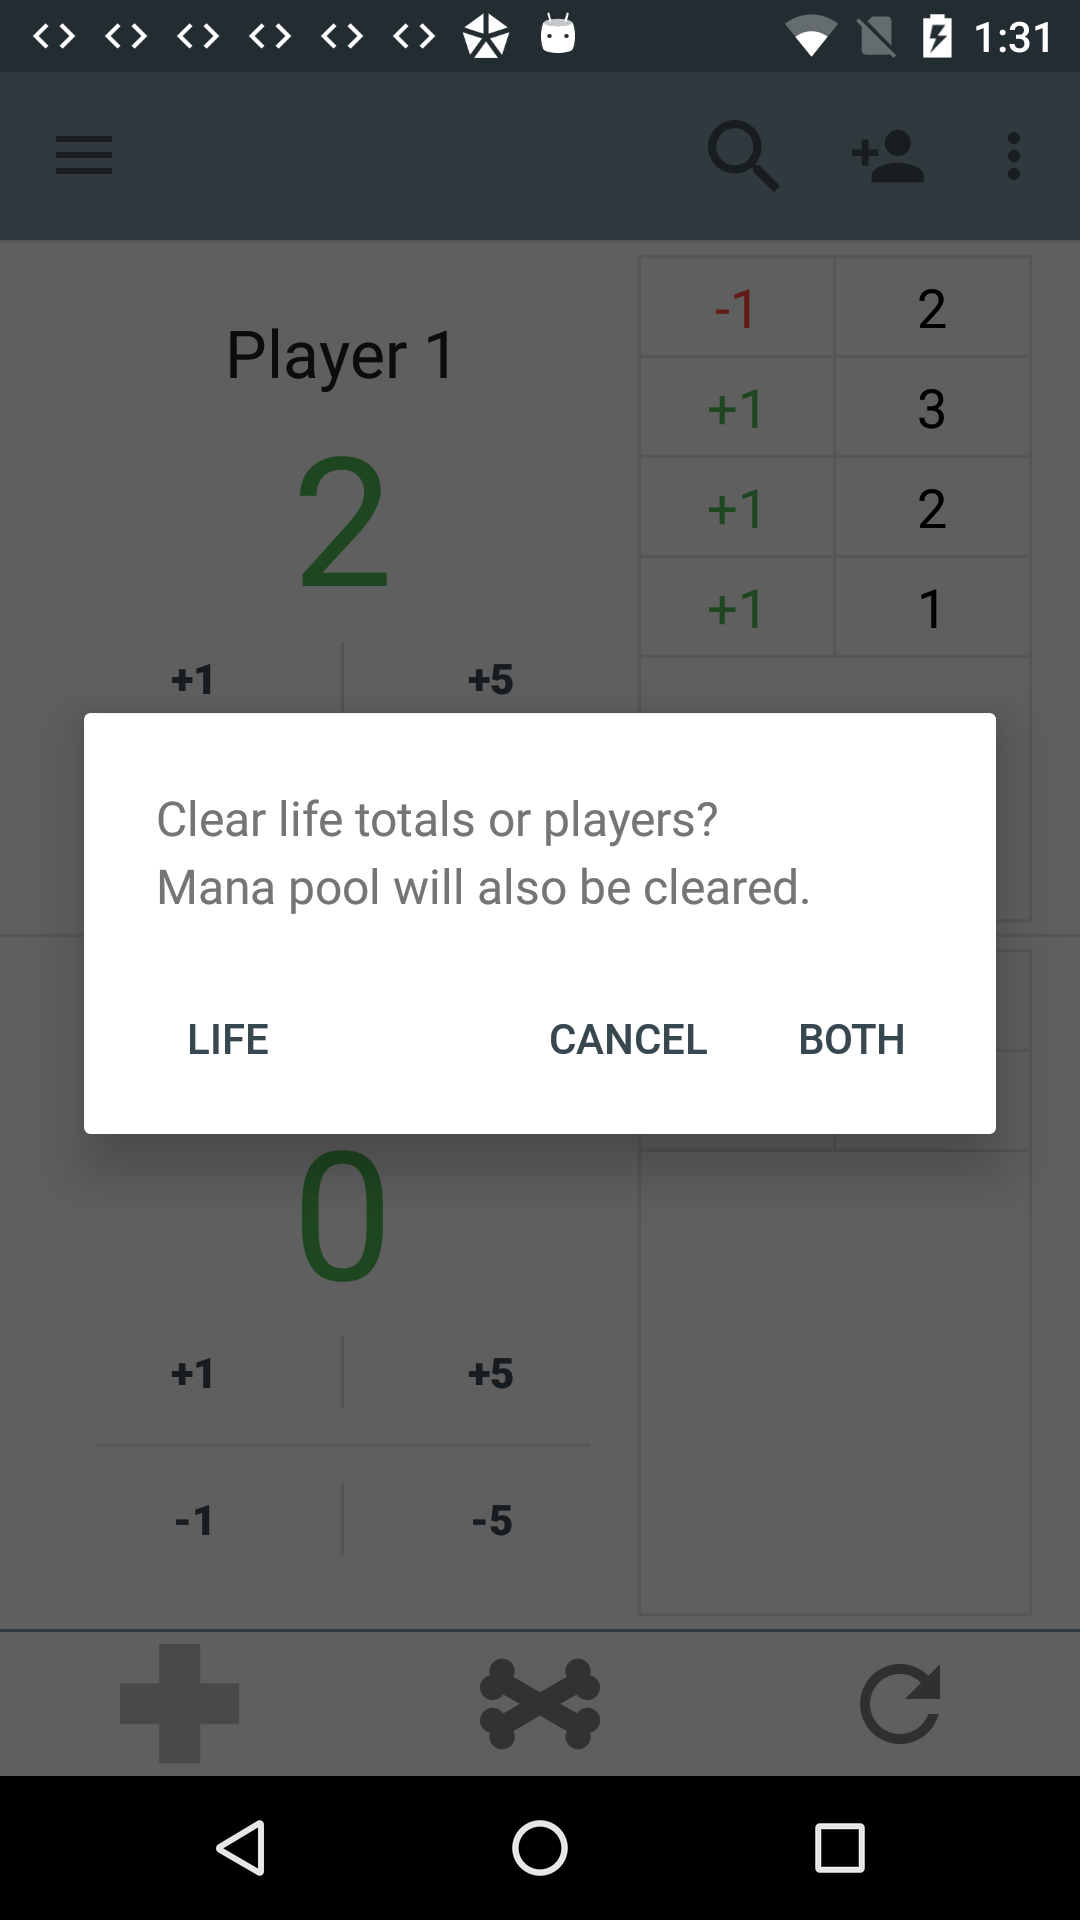 1:31
Player 1
2
+1 +5
-1 2
+1 3
+1 2
+1 1
Clear life totals or players?
Mana pool will also be cleared.
LIFE CANCEL BOTH
0
+1 +5
-1 -5